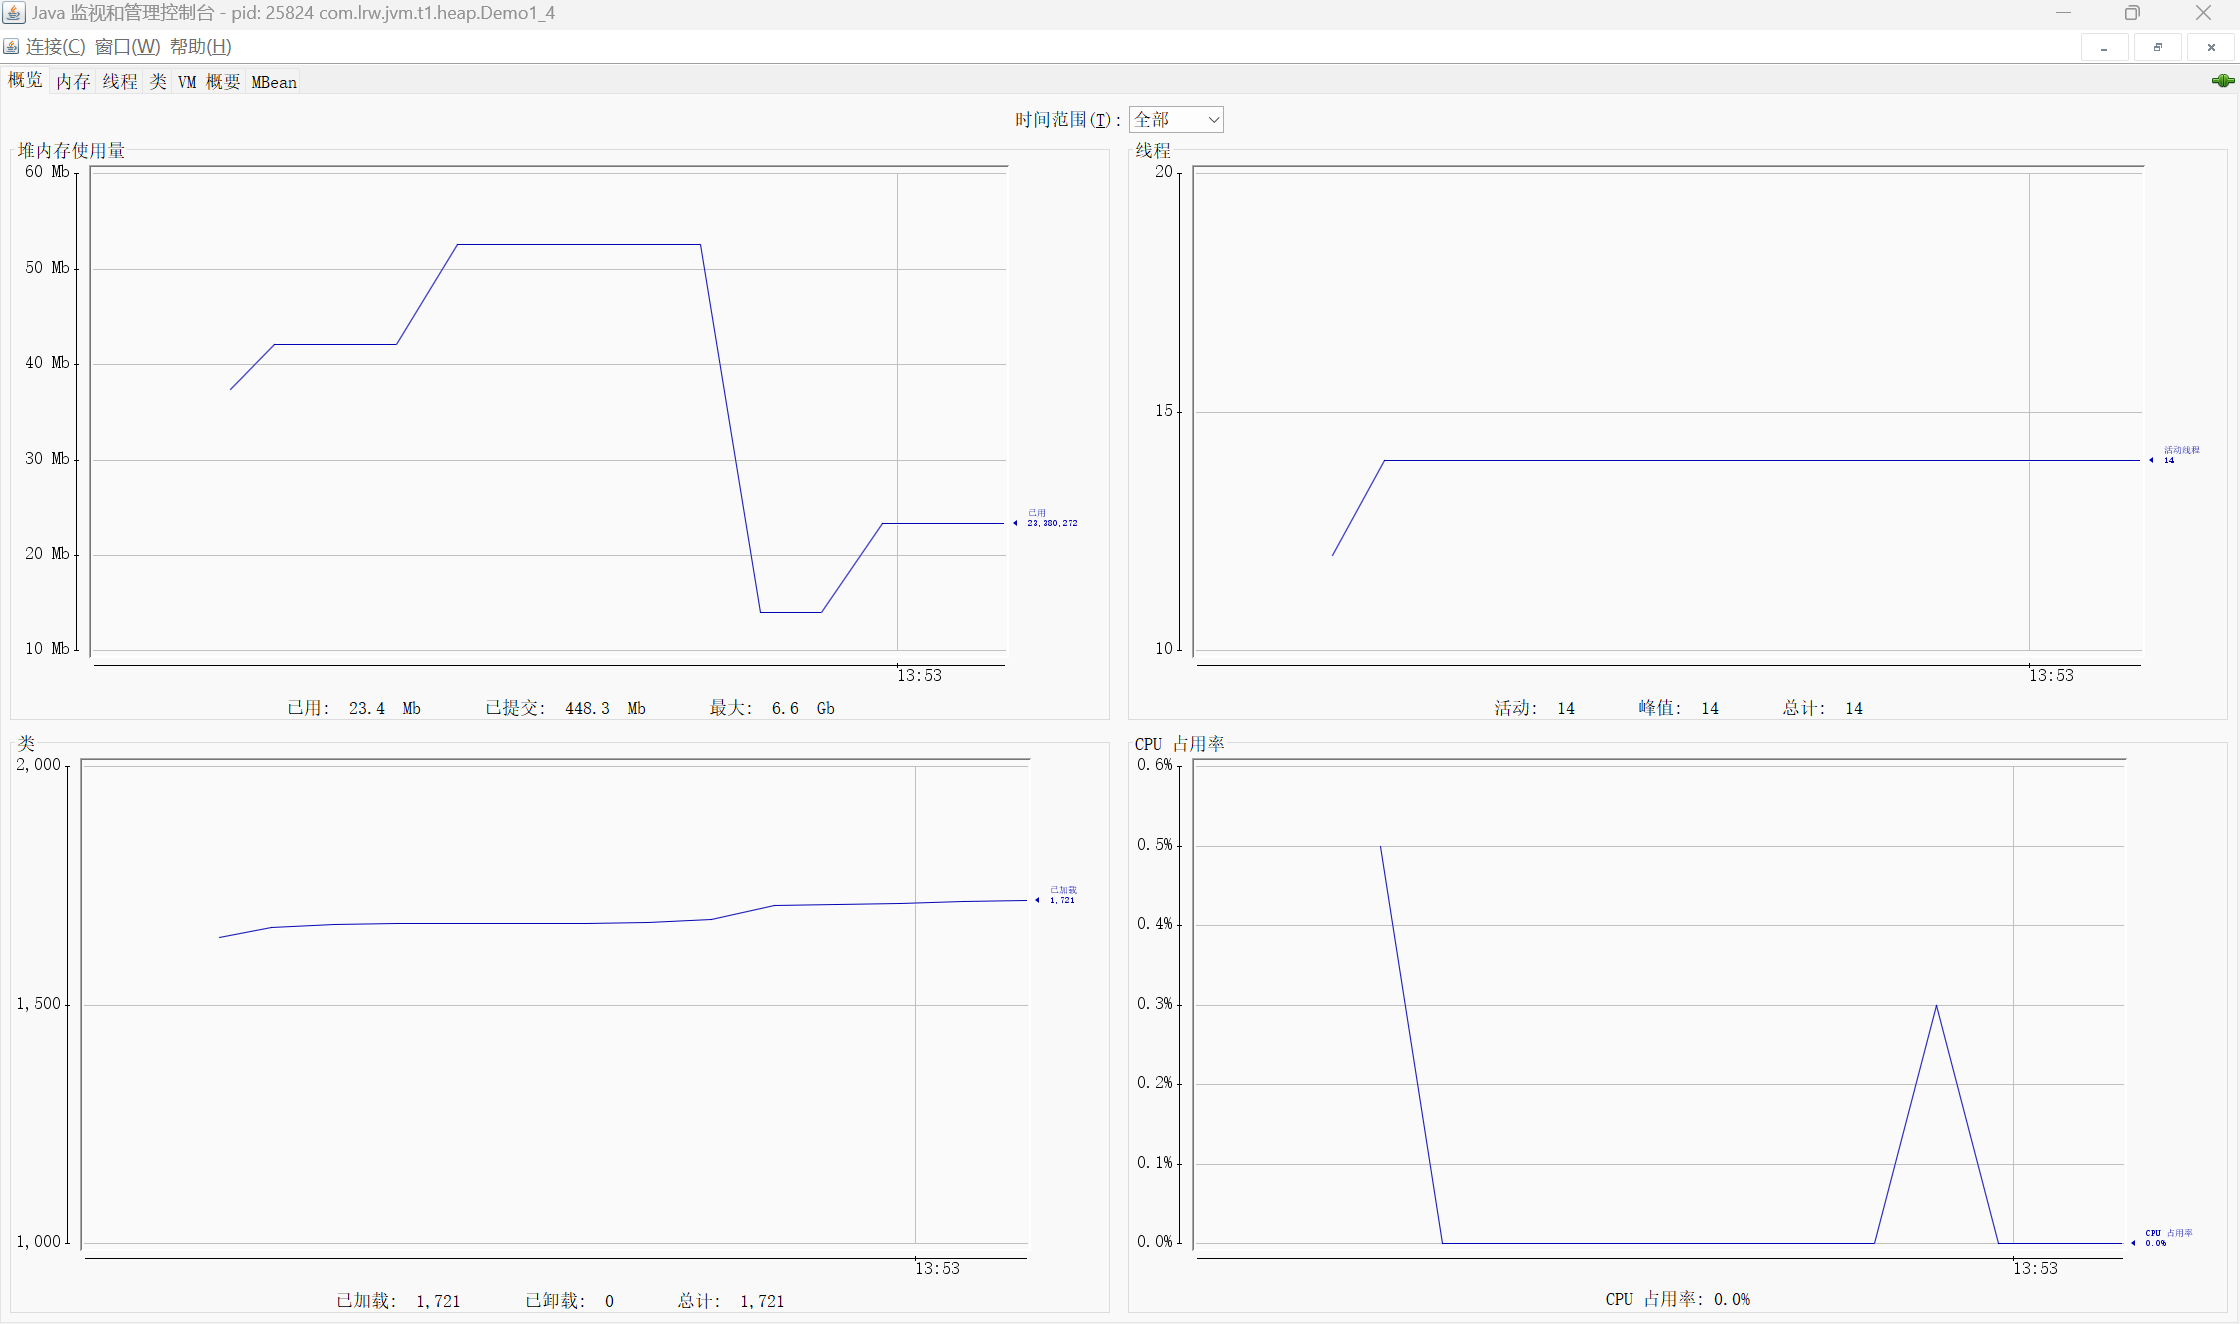 Java 监视和管理控制台 - pid: 25824 com.lrw.jvm.t1.heap.Demo1_4
连接(C) 窗口(W) 帮助(H)
概览 内存 线程 类 VM 概要 MBean
时间范围(T): 全部
堆内存使用量
60 Mb
50 Mb
40 Mb
30 Mb
20 Mb
10 Mb
已用
23,380,272
13:53
已用: 23.4 Mb 已提交: 448.3 Mb 最大: 6.6 Gb
线程
20
15
10
活动线程
14
13:53
活动: 14 峰值: 14 总计: 14
类
2,000
1,500
1,000
已加载
1,721
13:53
已加载: 1,721 已卸载: 0 总计: 1,721
CPU 占用率
0.6%
0.5%
0.4%
0.3%
0.2%
0.1%
0.0%
CPU 占用率
0.0%
13:53
CPU 占用率: 0.0%